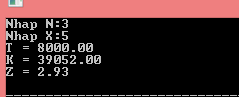 Nhap N:3
Nhap X:5
T = 8000.00
K = 39052.00
Z = 2.93